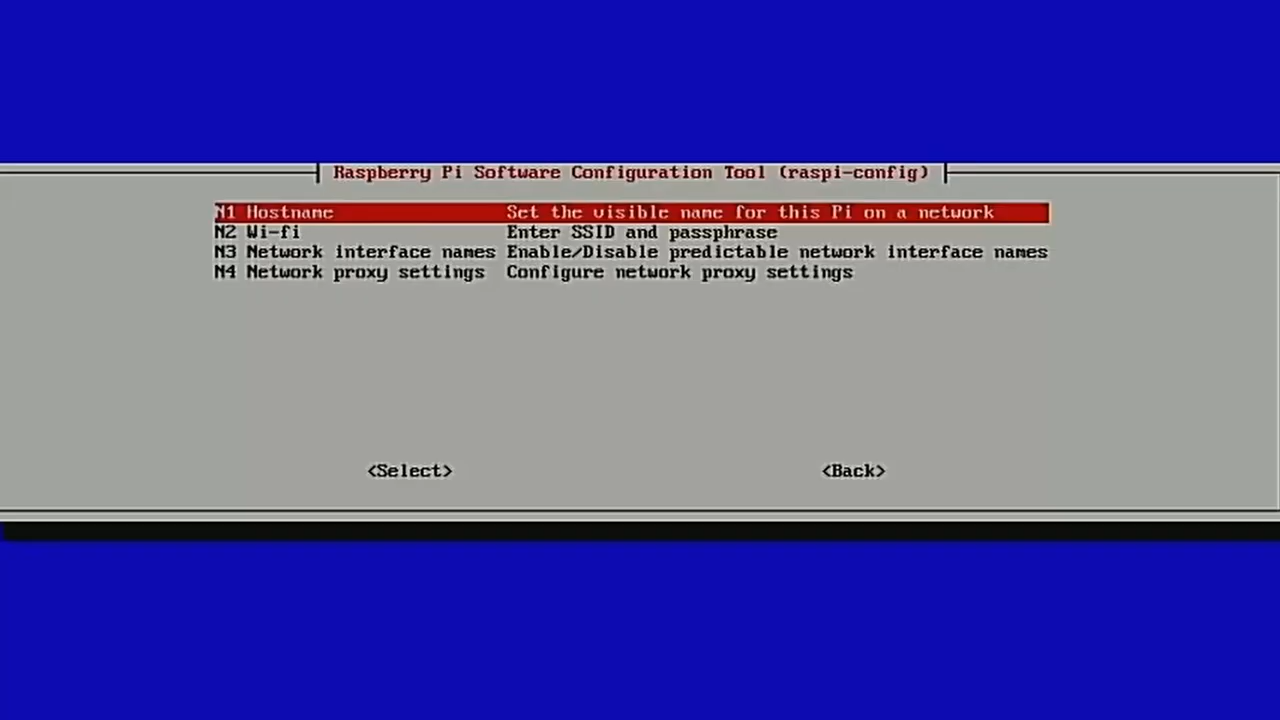 Raspberry Pi Software Configuration Tool (raspi-config)
N1 Hostname Set the visible name for this Pi on a network
N2 Wi-fi Enter SSID and passphrase
N3 Network interface names Enable/Disable predictable network interface names
N4 Network proxy settings Configure network proxy settings
<Select> <Back>